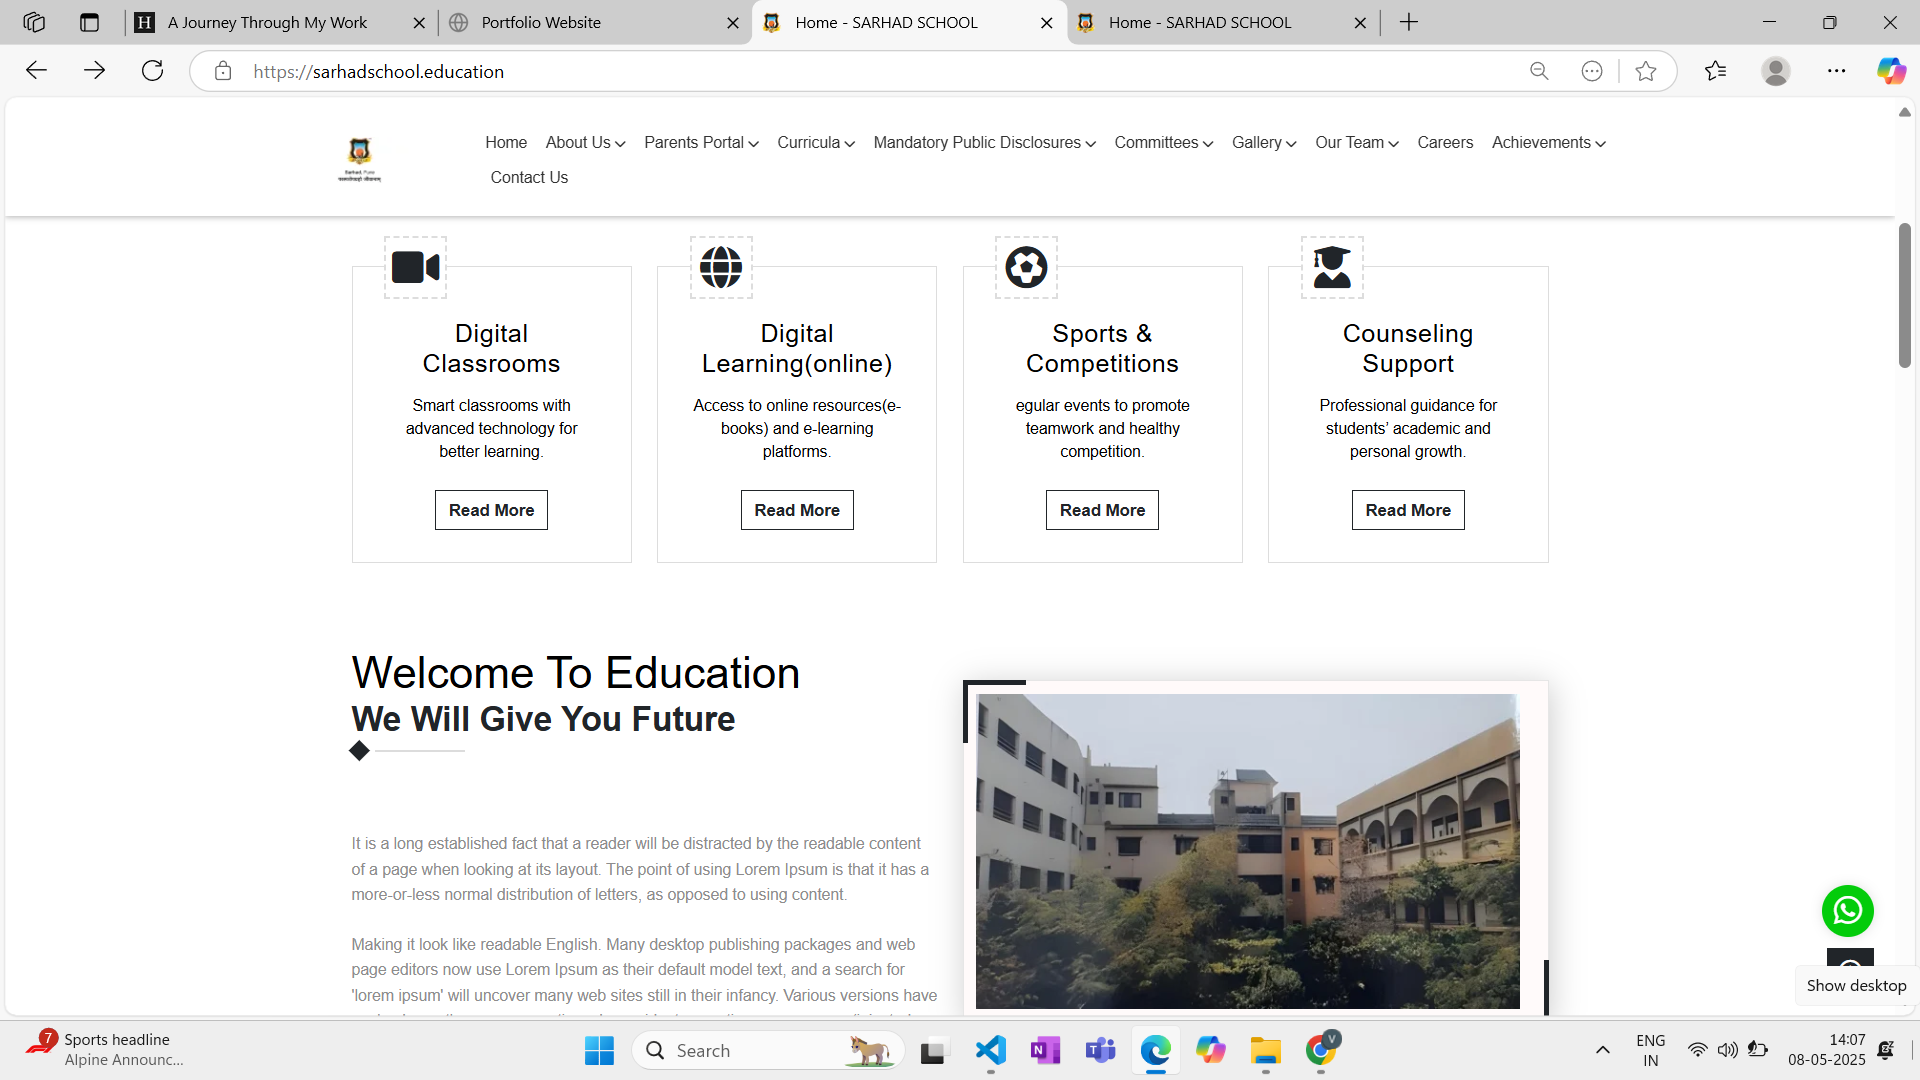 A Journey Through My Work
Portfolio Website
Home - SARHAD SCHOOL
Home - SARHAD SCHOOL
https://sarhadschool.education
Home
About Us
Parents Portal
Curricula
Mandatory Public Disclosures
Committees
Gallery
Our Team
Careers
Achievements
Contact Us
Digital
Classrooms
Smart classrooms with
advanced technology for
better learning.
Read More
Digital
Learning(online)
Access to online resources(e-
books) and e-learning
platforms.
Read More
Sports &
Competitions
egular events to promote
teamwork and healthy
competition.
Read More
Counseling
Support
Professional guidance for
students’ academic and
personal growth.
Read More
Welcome To Education
We Will Give You Future
It is a long established fact that a reader will be distracted by the readable content
of a page when looking at its layout. The point of using Lorem Ipsum is that it has a
more-or-less normal distribution of letters, as opposed to using content.
Making it look like readable English. Many desktop publishing packages and web
page editors now use Lorem Ipsum as their default model text, and a search for
'lorem ipsum' will uncover many web sites still in their infancy. Various versions have
Show desktop
7
Sports headline
Alpine Announc...
Search
V
ENG
IN
14:07
08-05-2025